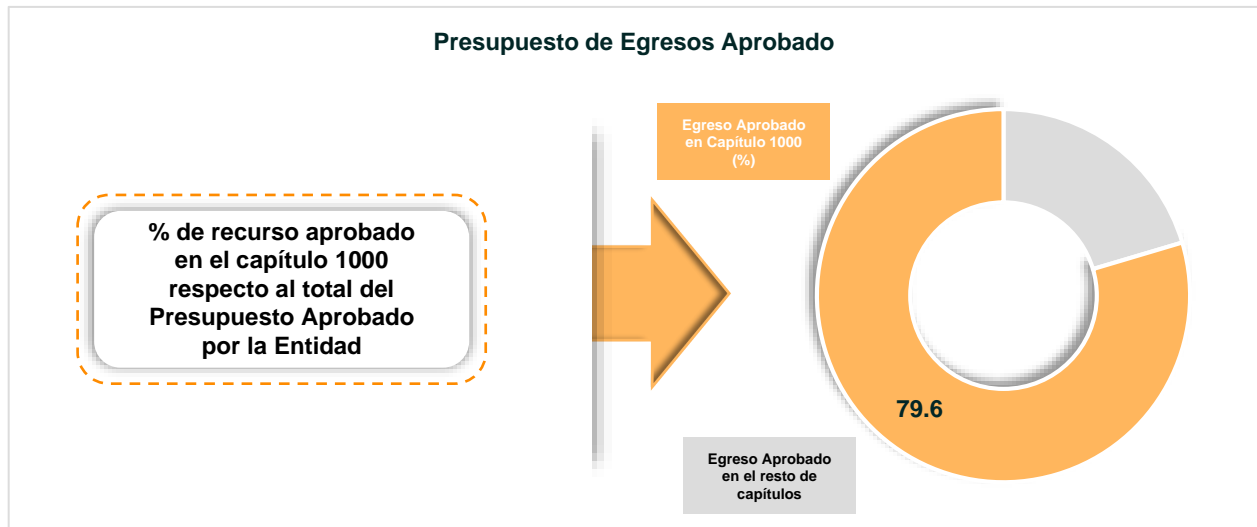 Presupuesto de Egresos Aprobado
Egreso Aprobado
en Capítulo 1000
(%)
% de recurso aprobado
en el capítulo 1000
respecto al total del
Presupuesto Aprobado
por la Entidad
79.6
Egreso Aprobado
en el resto de
capítulos